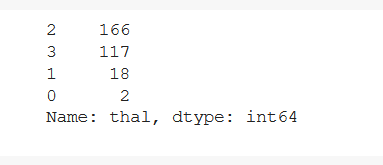 2    166
3    117
1     18
0      2
Name: thal, dtype: int64